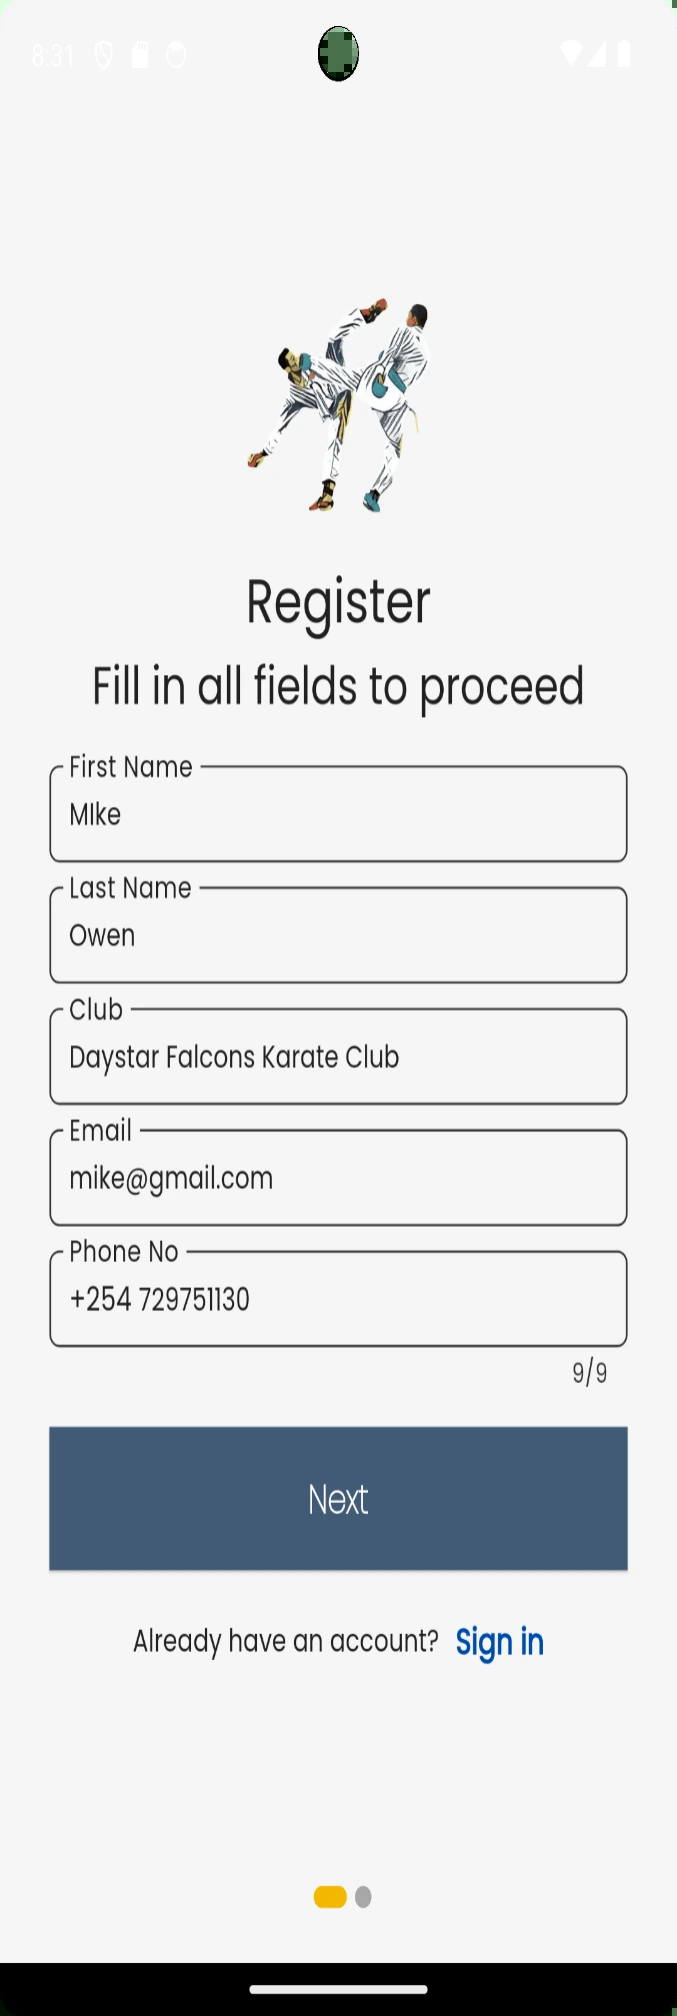 8:31
Register
Fill in all fields to proceed
First Name
MIke
Last Name
Owen
Club
Daystar Falcons Karate Club
Email
mike@gmail.com
Phone No
+254 729751130
9/9
Next
Already have an account? Sign in